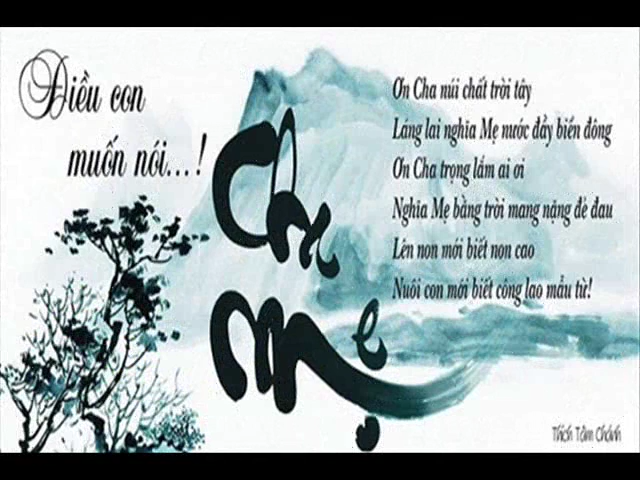 Điều con
muốn nói...!
Cha
Mẹ
Ơn Cha núi chất trời tây
Láng lai nghĩa Mẹ nước đầy biển đông
Ơn Cha trọng lắm ai ơi
Nghĩa Mẹ bằng trời mang nặng đẻ đau
Lên non mới biết non cao
Nuôi con mới biết công lao mẫu từ!
Thích Tâm Chánh